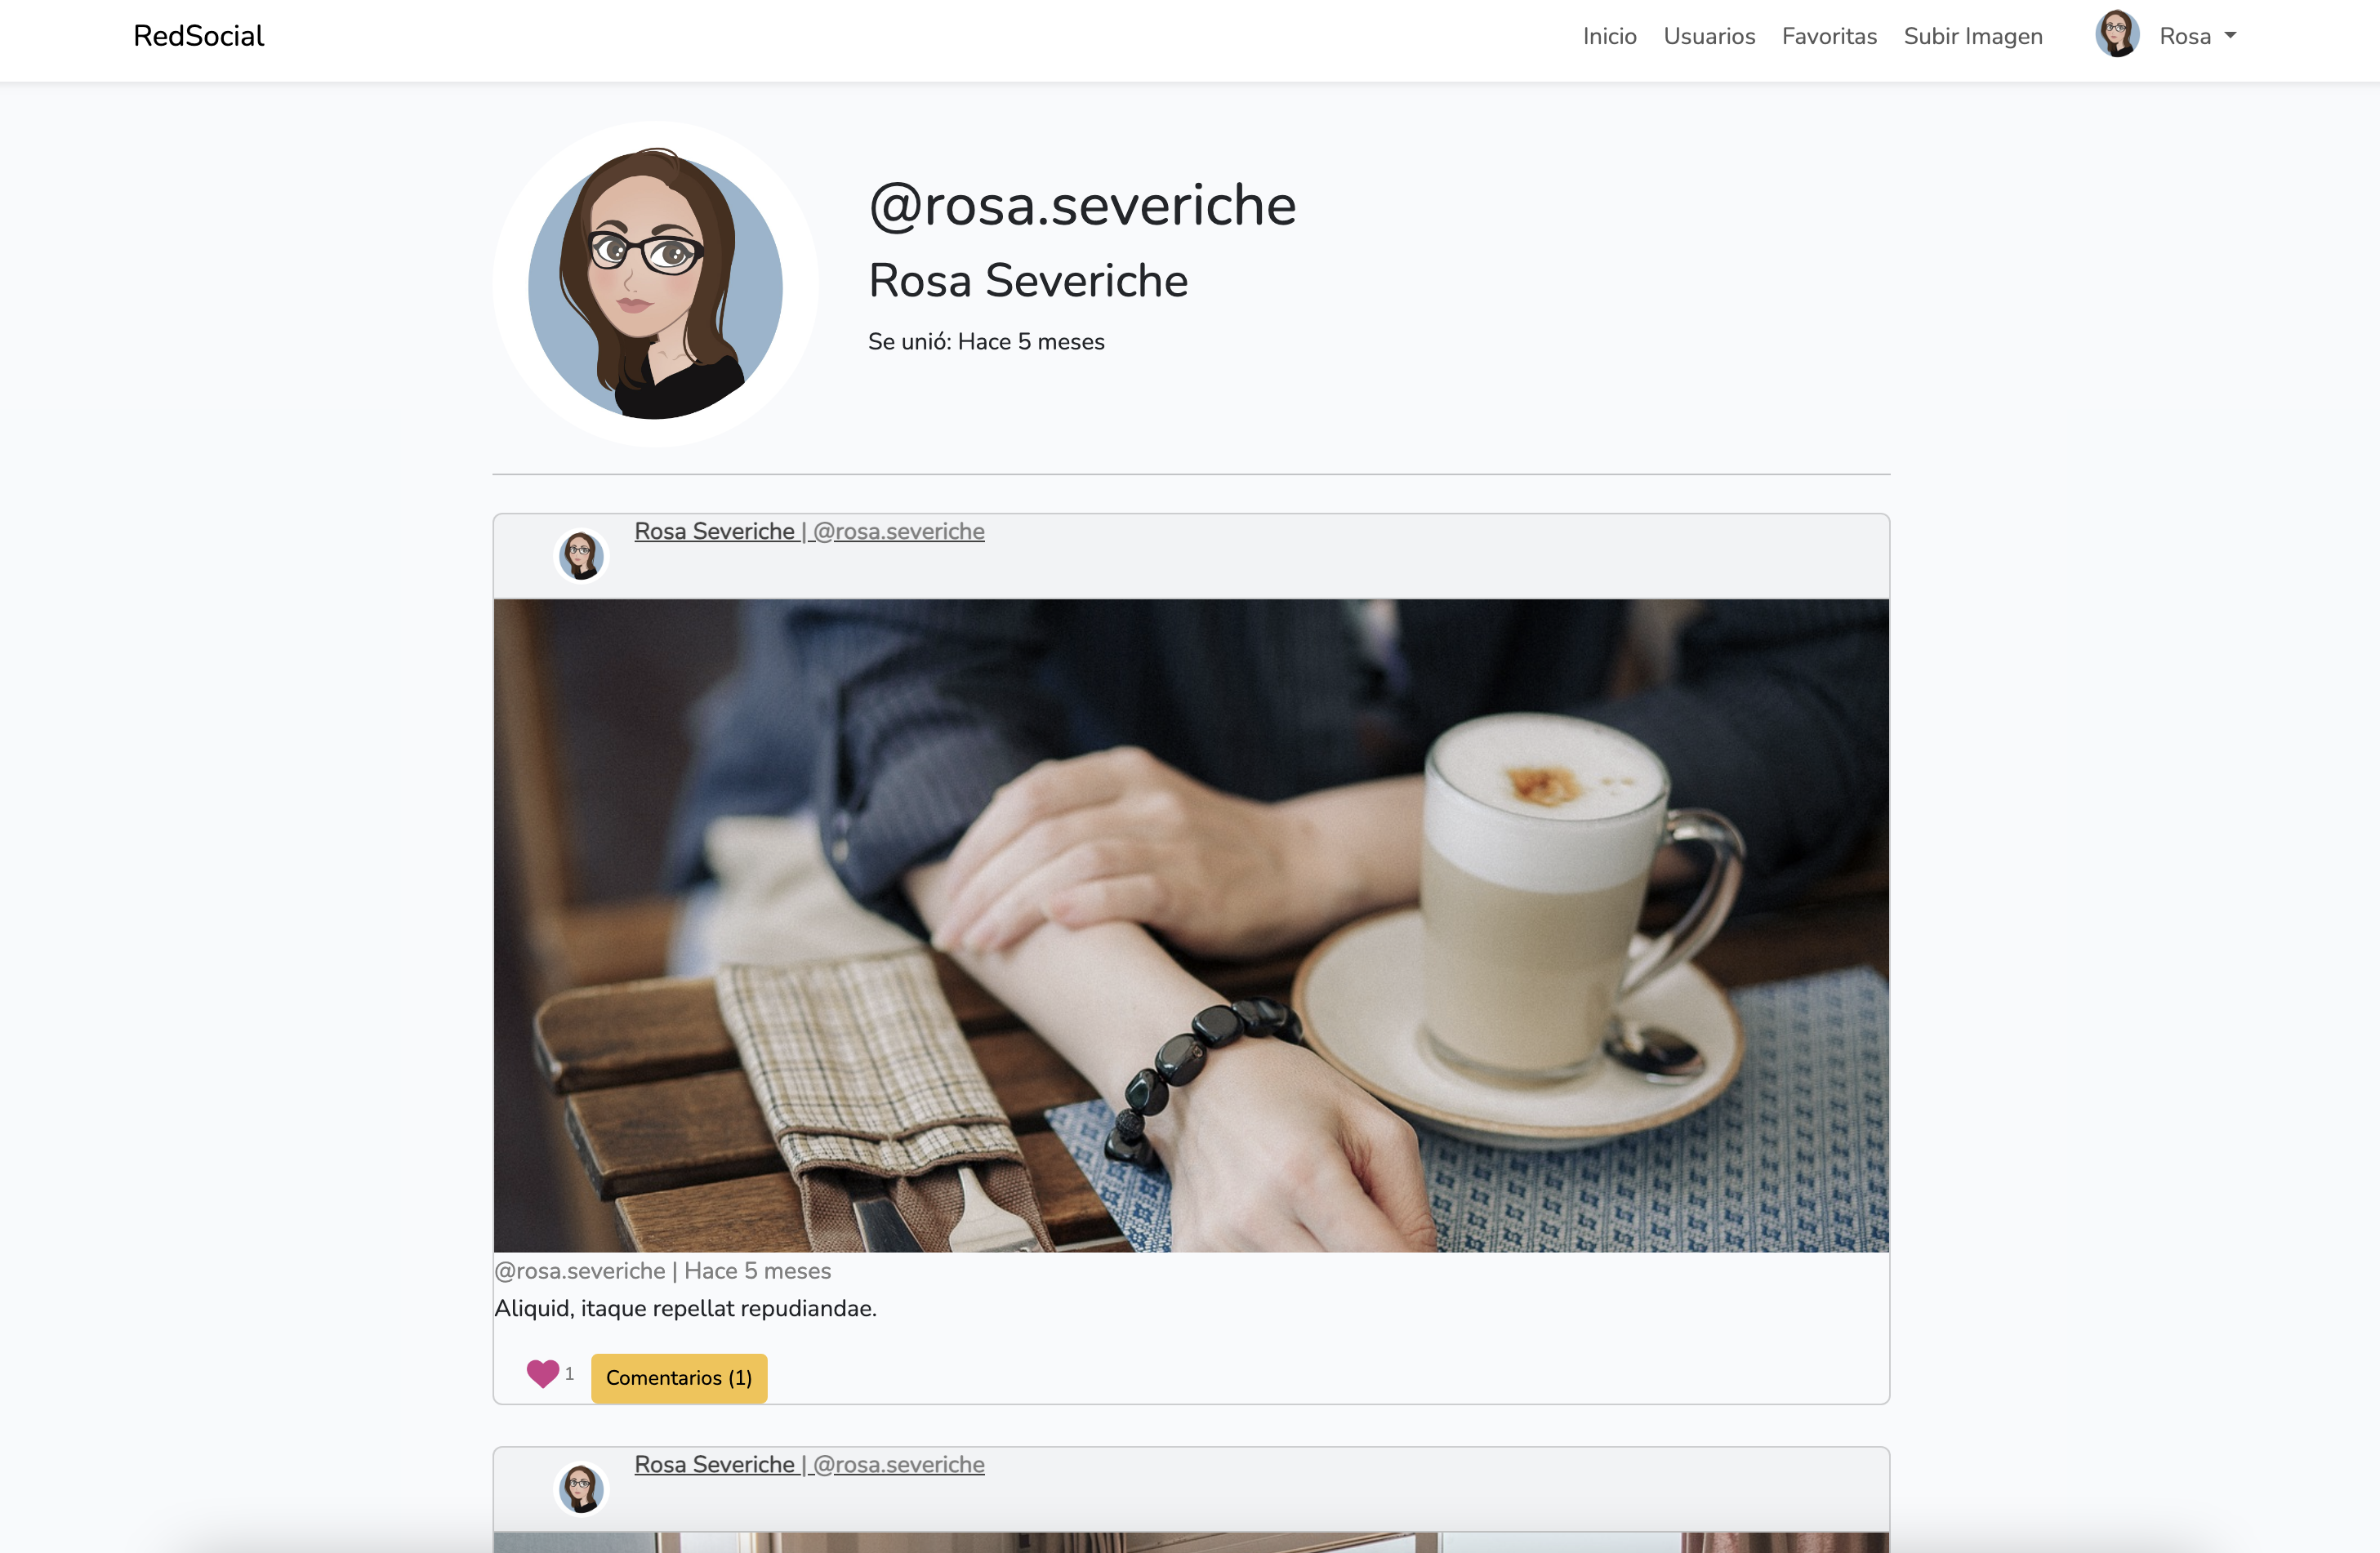 RedSocial
Inicio Usuarios Favoritas Subir Imagen Rosa
@rosa.severiche
Rosa Severiche
Se unió: Hace 5 meses
Rosa Severiche | @rosa.severiche
@rosa.severiche | Hace 5 meses
Aliquid, itaque repellat repudiandae.
1 Comentarios (1)
Rosa Severiche | @rosa.severiche